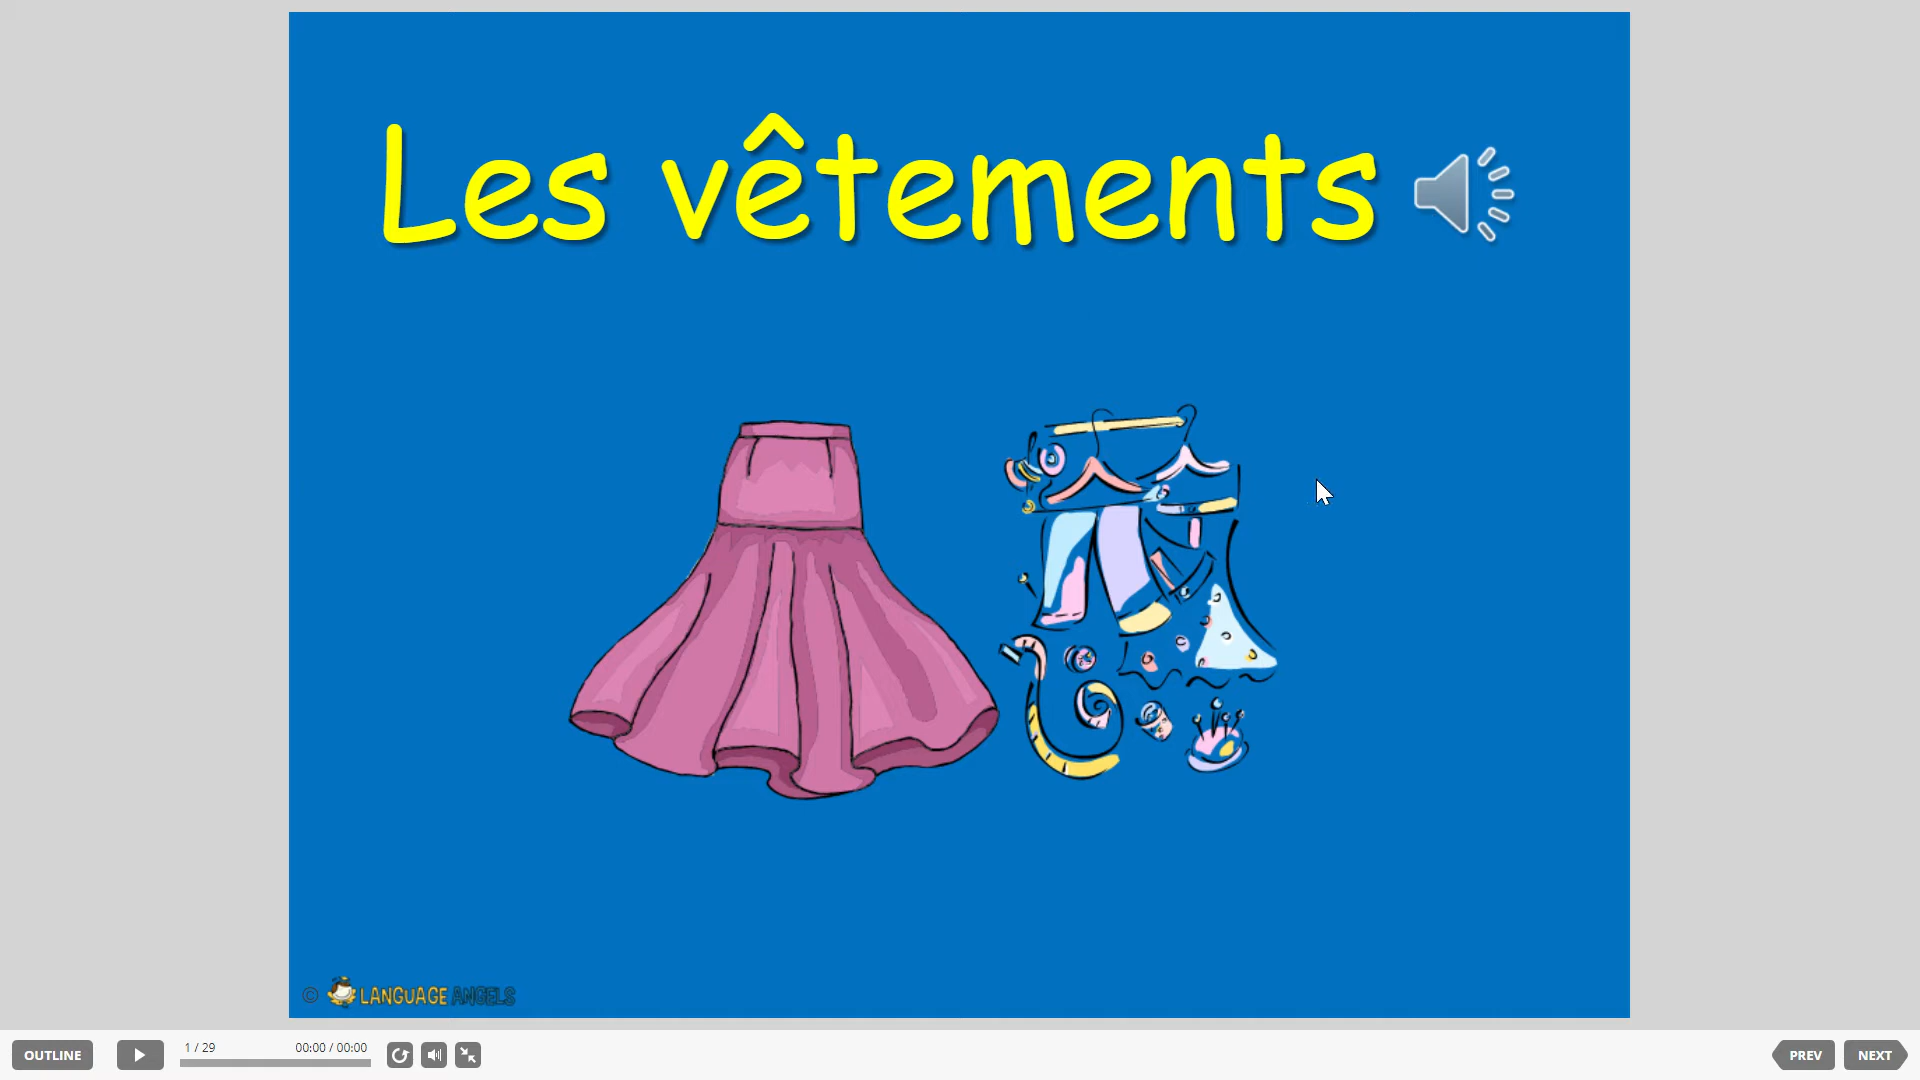 Les vêtements
© LANGUAGE ANGELS
OUTLINE
1 / 29
00:00 / 00:00
PREV
NEXT